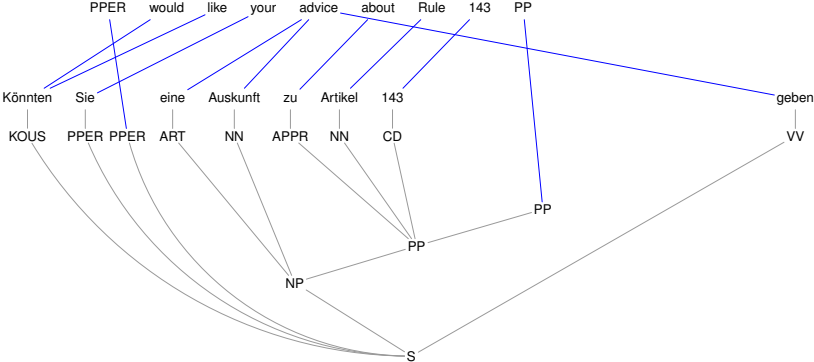 PPER would like your advice about Rule 143 PP
Könnten Sie eine Auskunft zu Artikel 143 geben
KOUS PPER PPER ART NN APPR NN CD VV
PP
PP
NP
S